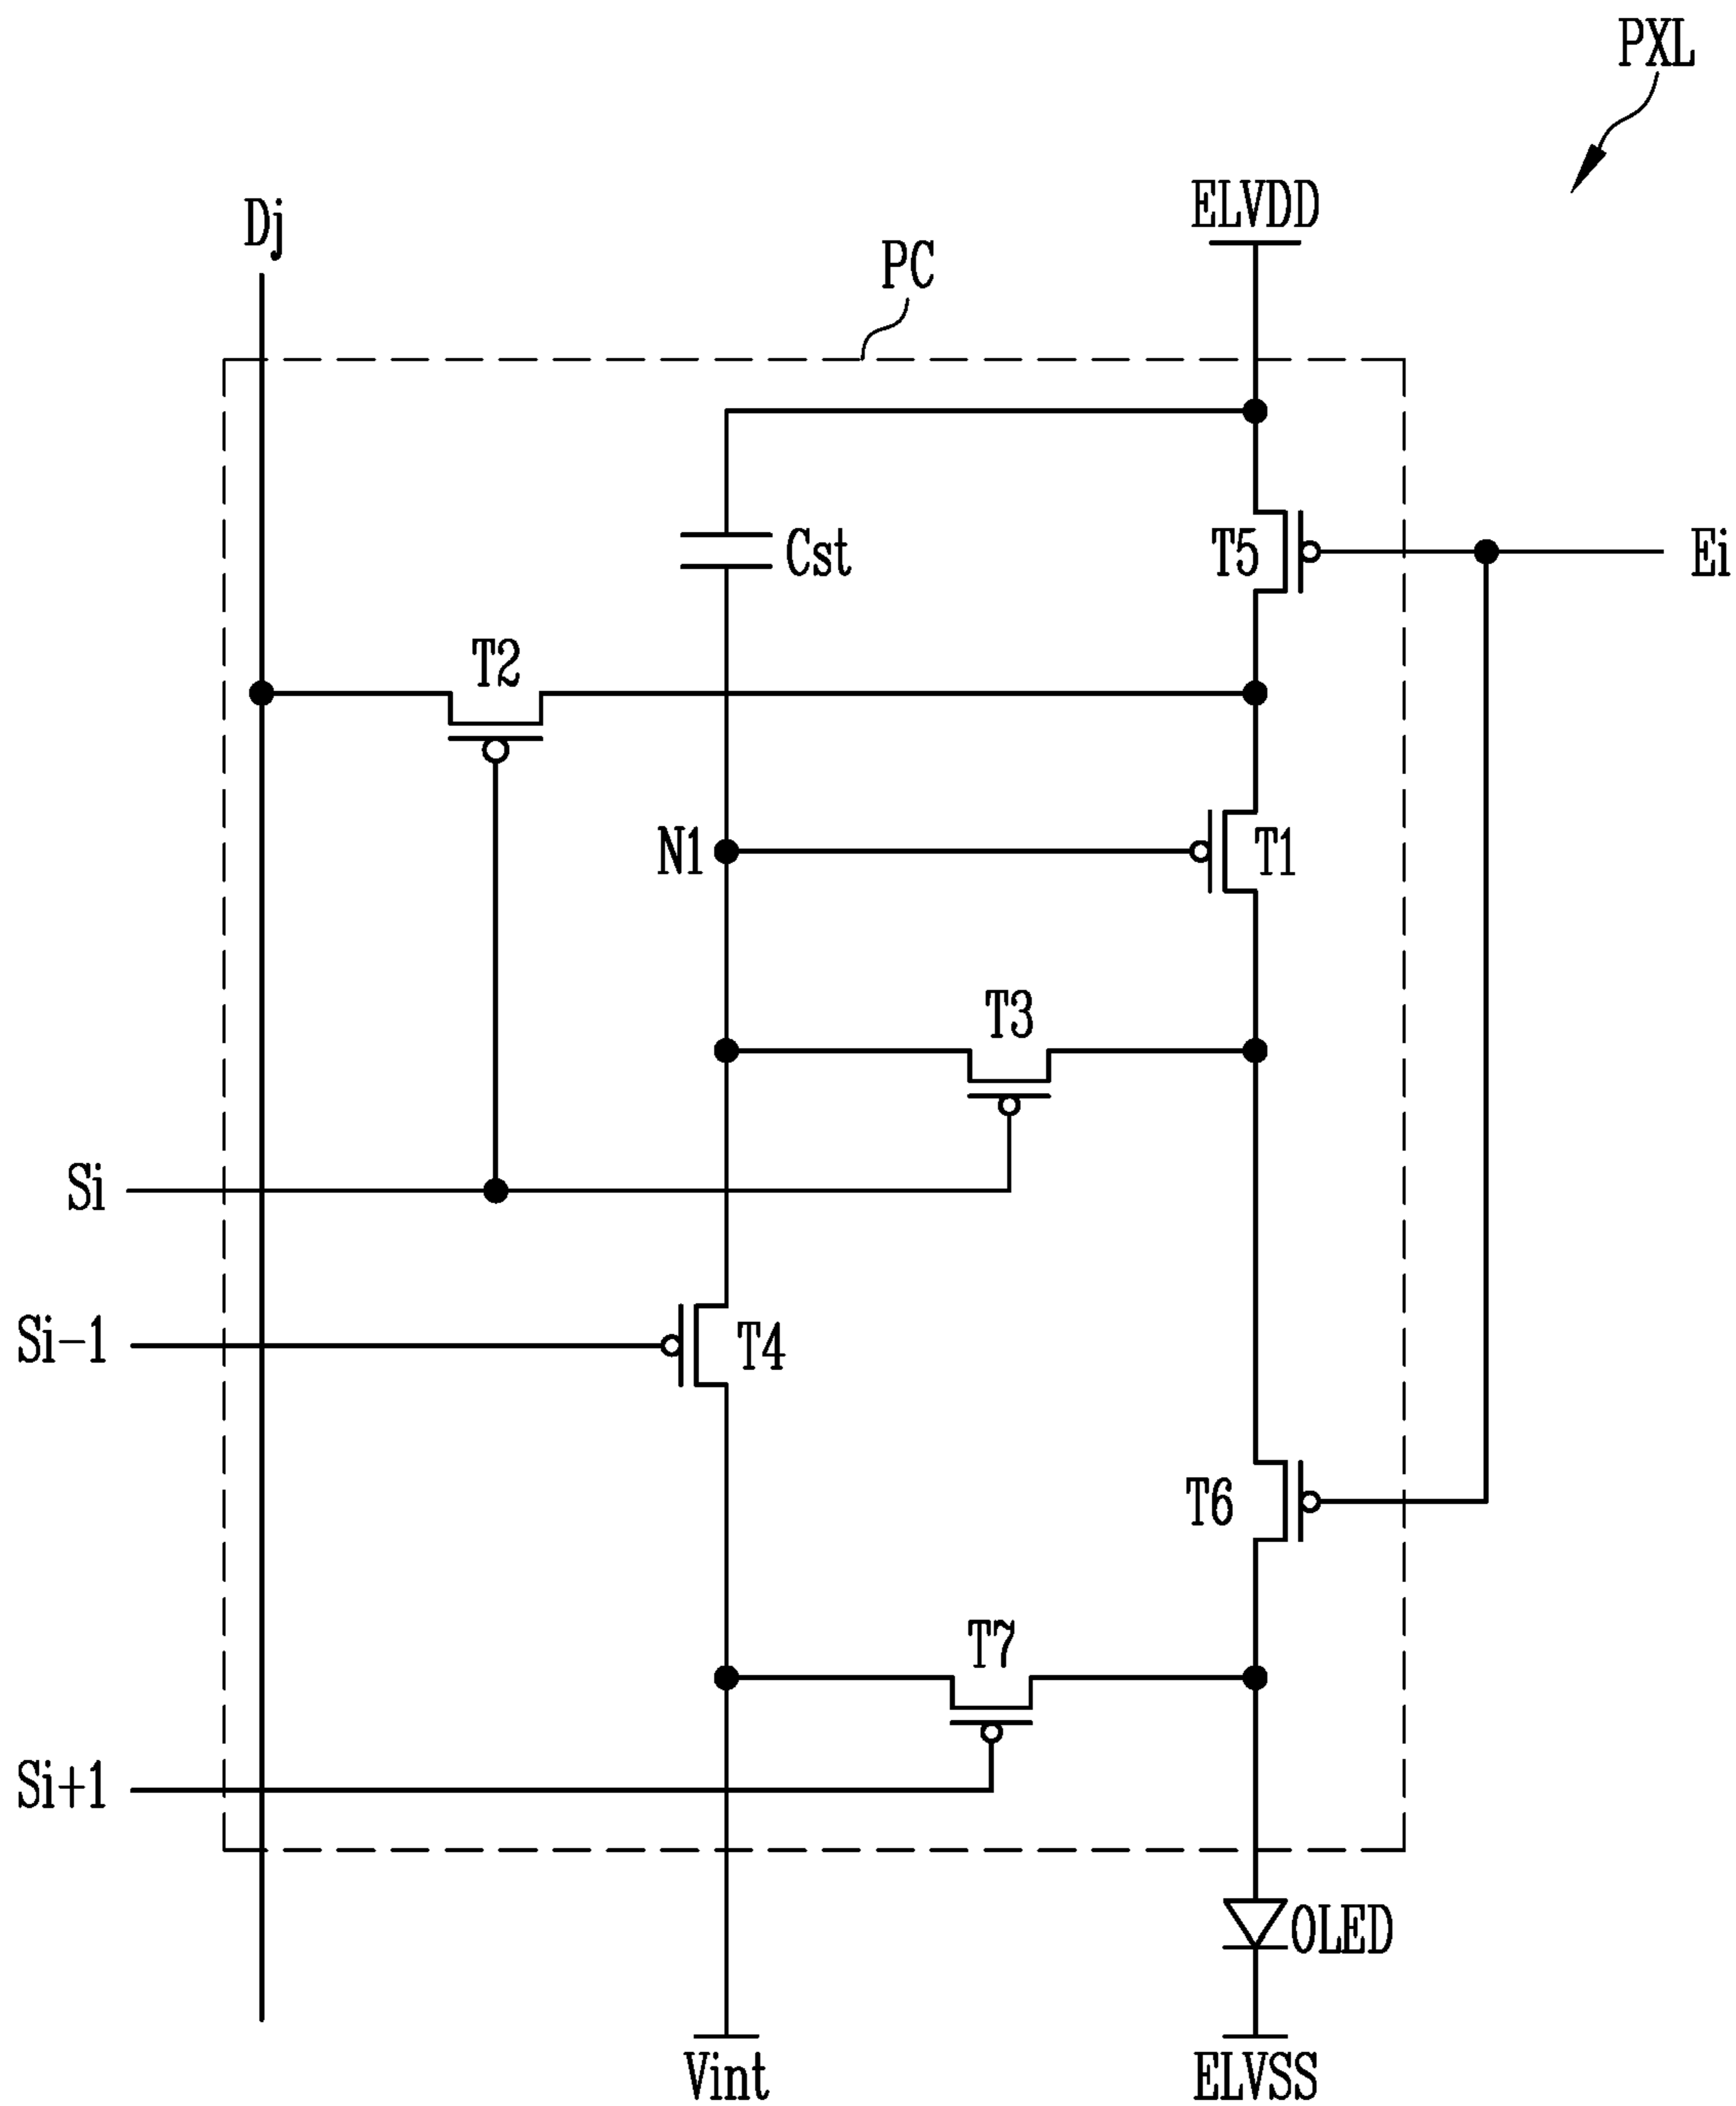 PXL
Dj
ELVDD
PC
Cst
T5
Ei
T2
N1
T1
T3
Si
Si-1
T4
T6
T7
Si+1
OLED
Vint
ELVSS